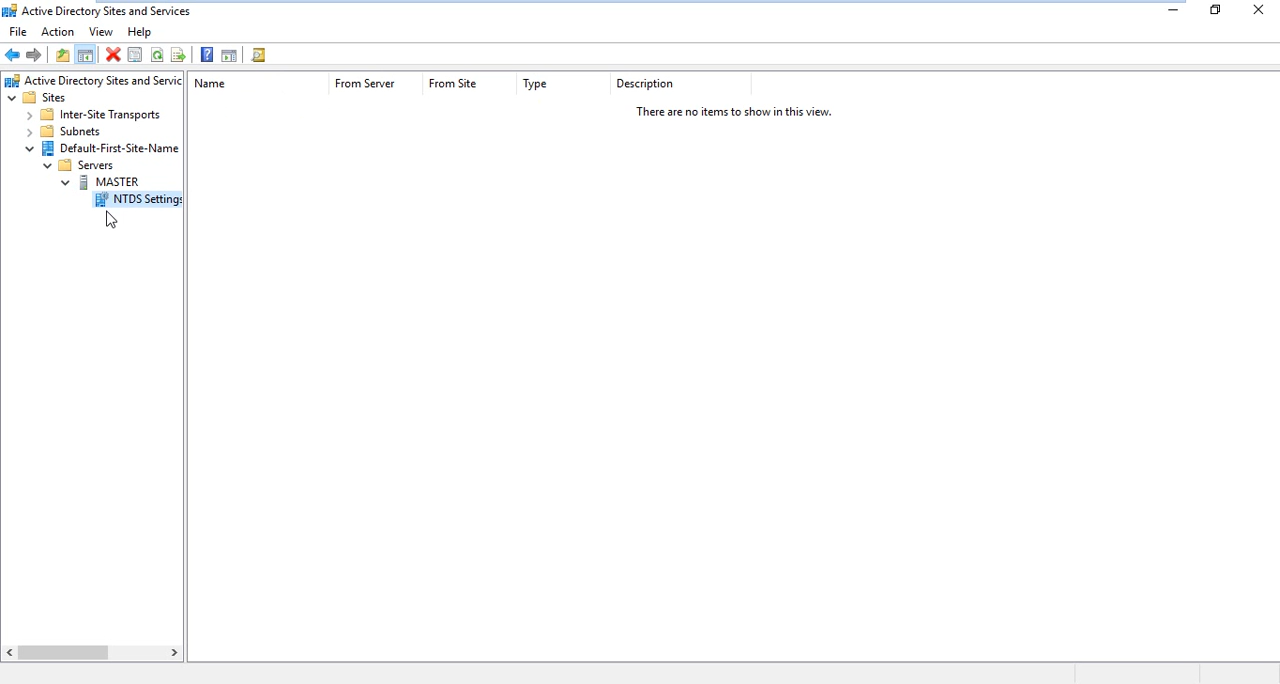 Active Directory Sites and Services
File Action View Help
Active Directory Sites and Servic
Name From Server From Site Type Description
Sites
Inter-Site Transports
There are no items to show in this view.
Subnets
Default-First-Site-Name
Servers
MASTER
NTDS Settings